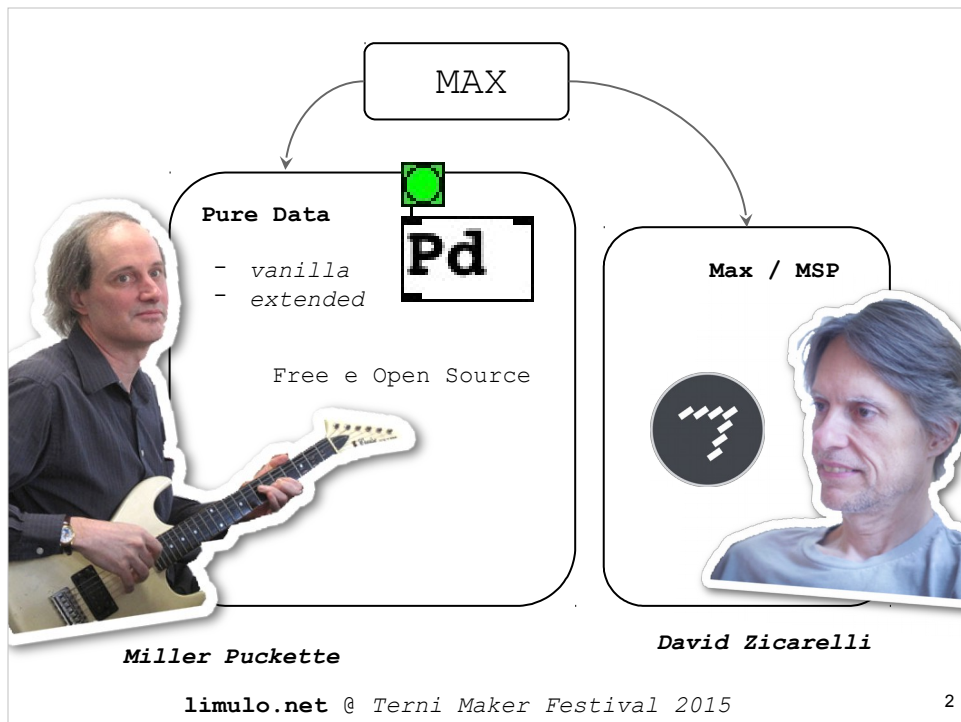 MAX
Pure Data
Pd
- vanilla
- extended
Free e Open Source
Max / MSP
Miller Puckette
David Zicarelli
limulo.net @ Terni Maker Festival 2015
2